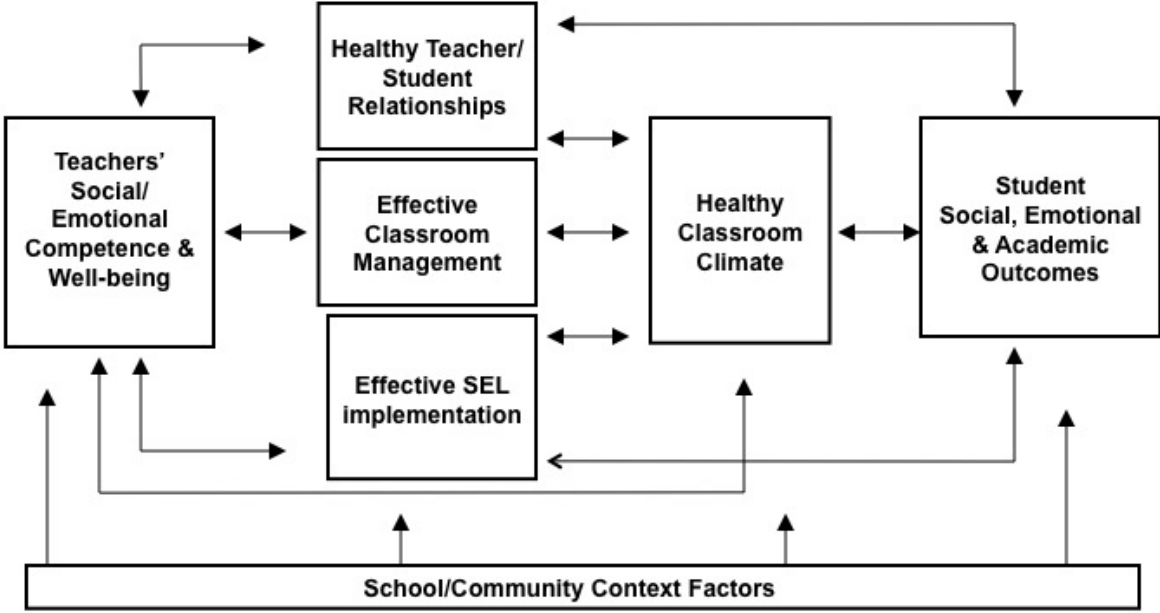 Healthy Teacher/
Student
Relationships
Teachers’
Social/
Emotional
Competence &
Well-being
Effective
Classroom
Management
Healthy
Classroom
Climate
Student
Social, Emotional
& Academic
Outcomes
Effective SEL
implementation
School/Community Context Factors